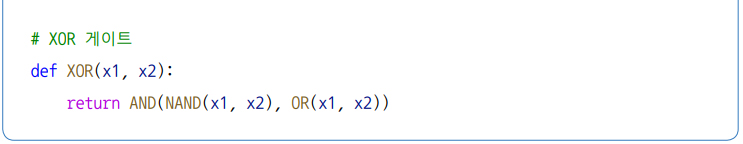 # XOR 게이트
def XOR(x1, x2):
    return AND(NAND(x1, x2), OR(x1, x2))